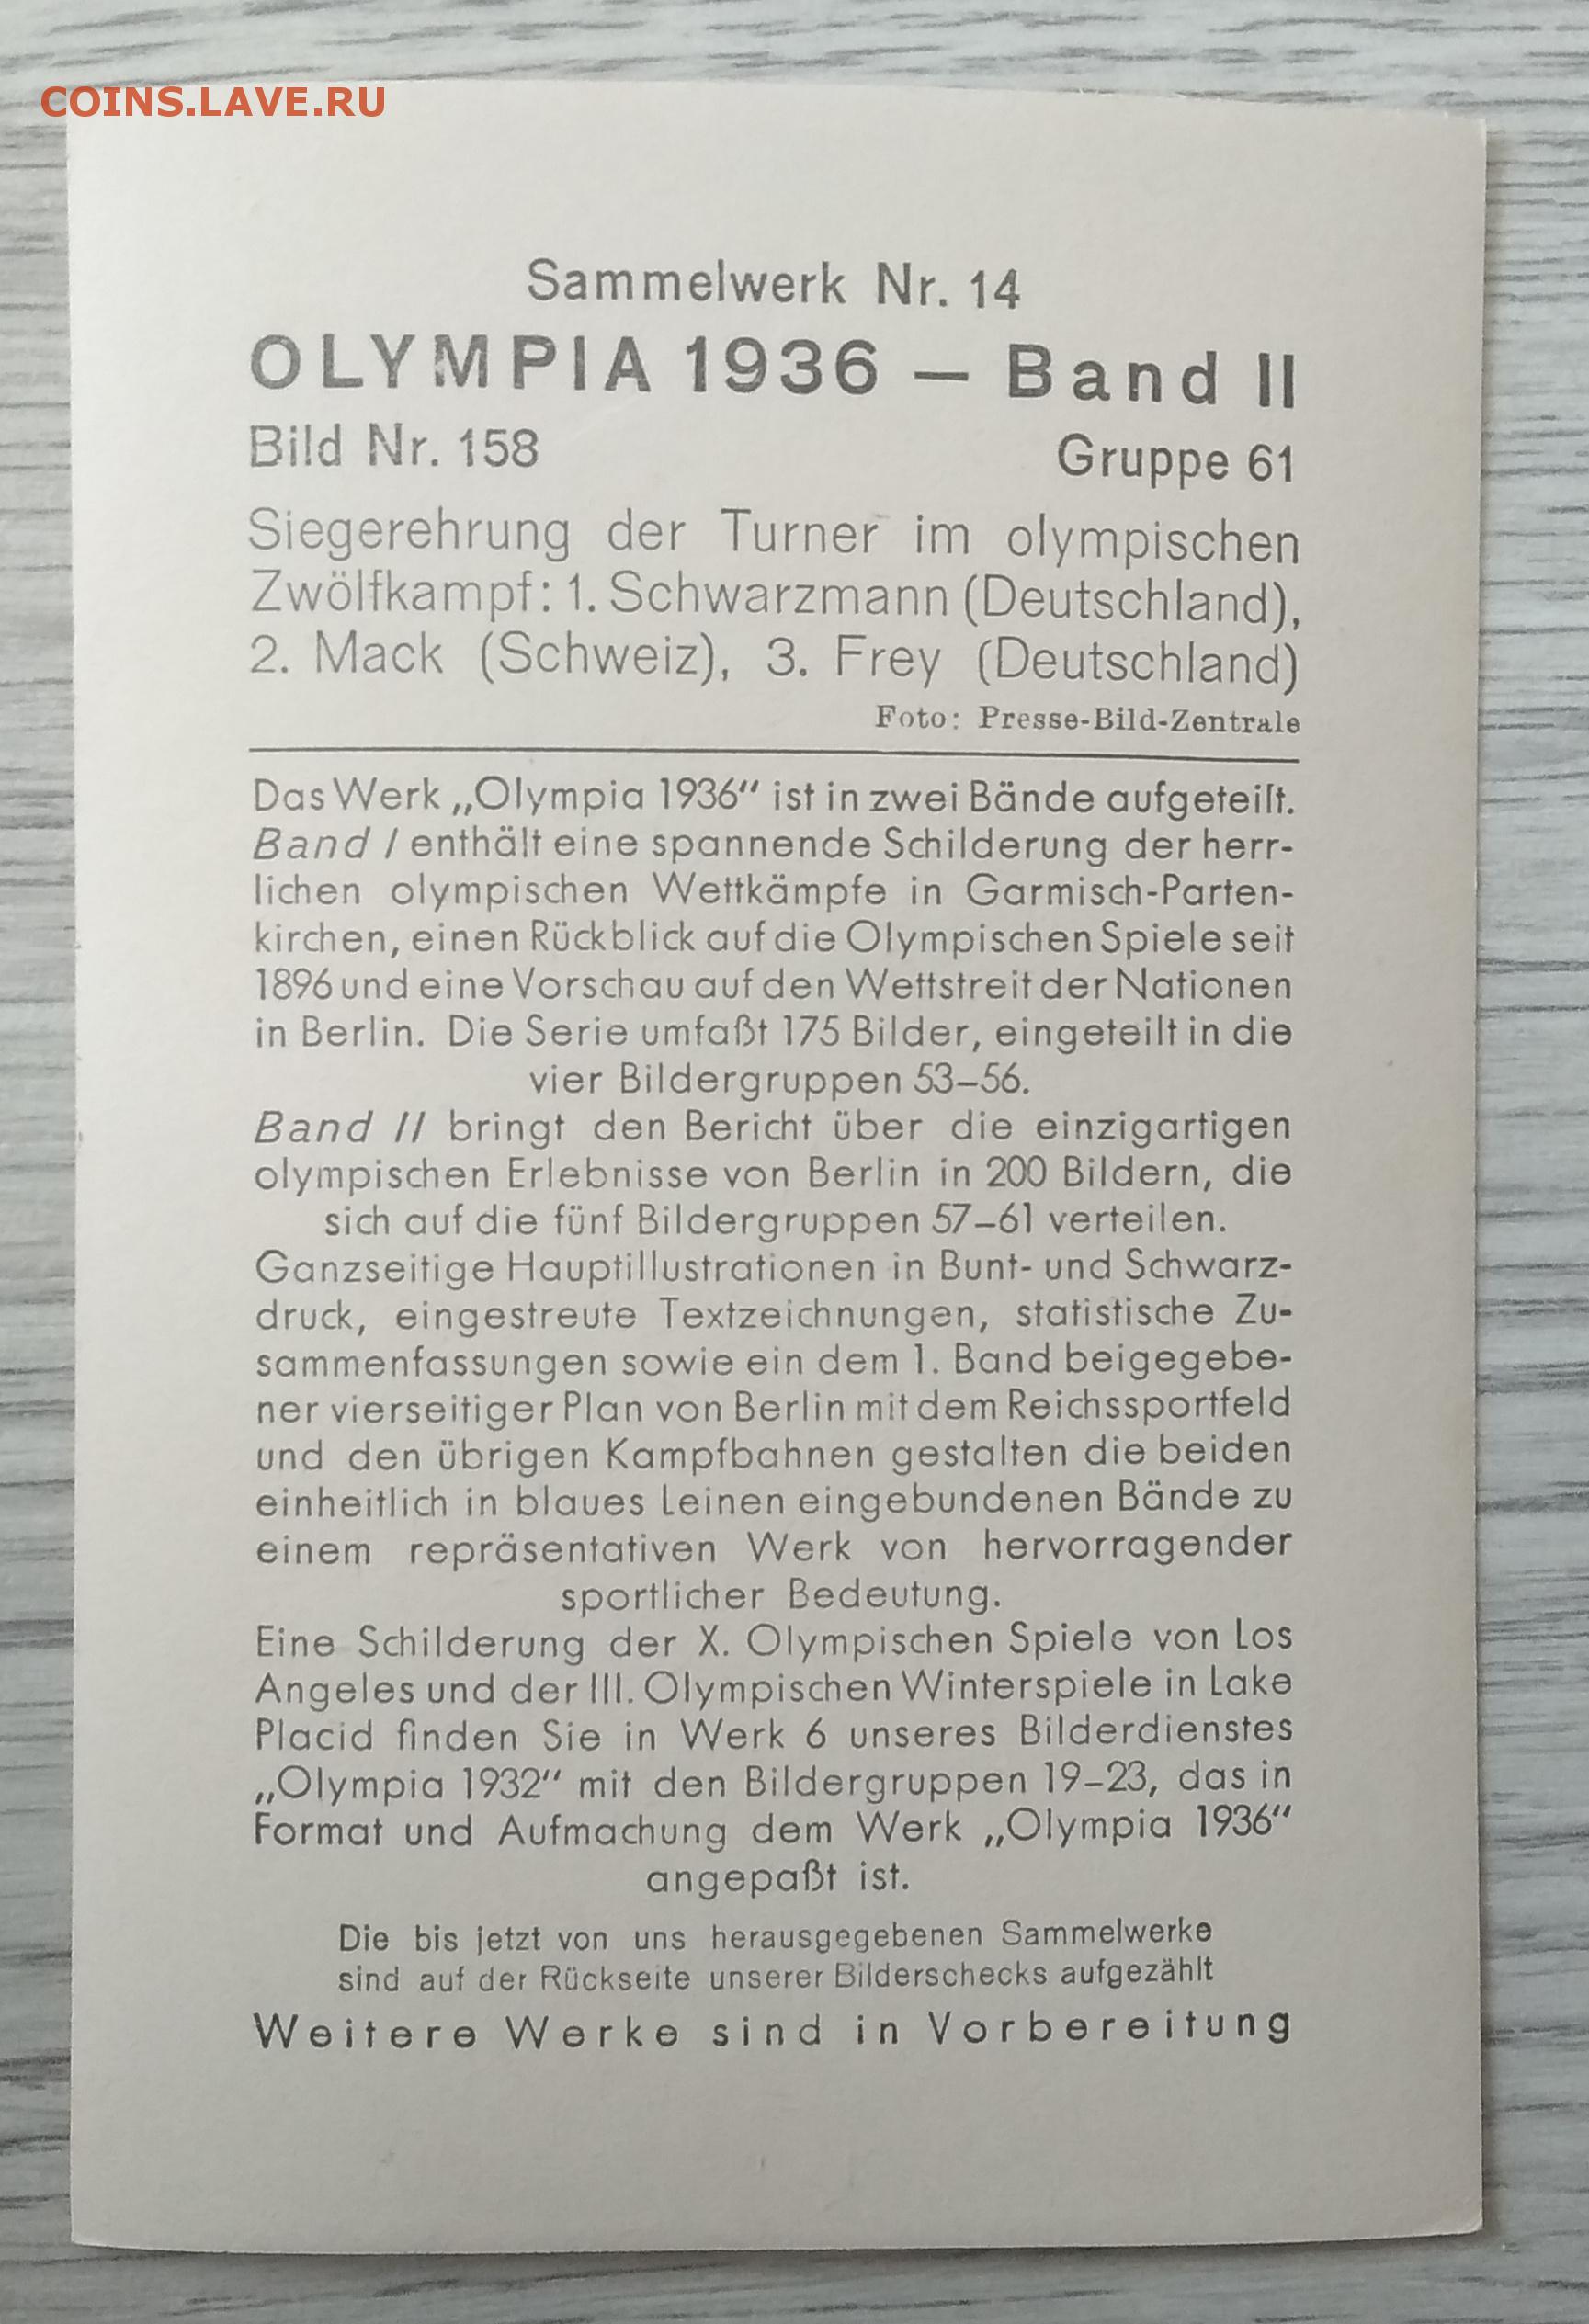 COINS.LAVE.RU
Sammelwerk Nr. 14
OLYMPIA 1936 – Band II
Bild Nr. 158 Gruppe 61
Siegerehrung der Turner im olympischen
Zwölfkampf: 1. Schwarzmann (Deutschland),
2. Mack (Schweiz), 3. Frey (Deutschland)
Foto: Presse-Bild-Zentrale
Das Werk „Olympia 1936“ ist in zwei Bände aufgeteilt.
Band I enthält eine spannende Schilderung der herr-
lichen olympischen Wettkämpfe in Garmisch-Parten-
kirchen, einen Rückblick auf die Olympischen Spiele seit
1896 und eine Vorschau auf den Wettstreit der Nationen
in Berlin. Die Serie umfaßt 175 Bilder, eingeteilt in die
vier Bildergruppen 53–56.
Band II bringt den Bericht über die einzigartigen
olympischen Erlebnisse von Berlin in 200 Bildern, die
sich auf die fünf Bildergruppen 57–61 verteilen.
Ganzseitige Hauptillustrationen in Bunt- und Schwarz-
druck, eingestreute Textzeichnungen, statistische Zu-
sammenfassungen sowie ein dem 1. Band beigegebe-
ner vierseitiger Plan von Berlin mit dem Reichssportfeld
und den übrigen Kampfbahnen gestalten die beiden
einheitlich in blaues Leinen eingebundenen Bände zu
einem repräsentativen Werk von hervorragender
sportlicher Bedeutung.
Eine Schilderung der X. Olympischen Spiele von Los
Angeles und der III. Olympischen Winterspiele in Lake
Placid finden Sie in Werk 6 unseres Bilderdienstes
„Olympia 1932“ mit den Bildergruppen 19–23, das in
Format und Aufmachung dem Werk „Olympia 1936“
angepaßt ist.
Die bis jetzt von uns herausgegebenen Sammelwerke
sind auf der Rückseite unserer Bilderschecks aufgezählt
Weitere Werke sind in Vorbereitung